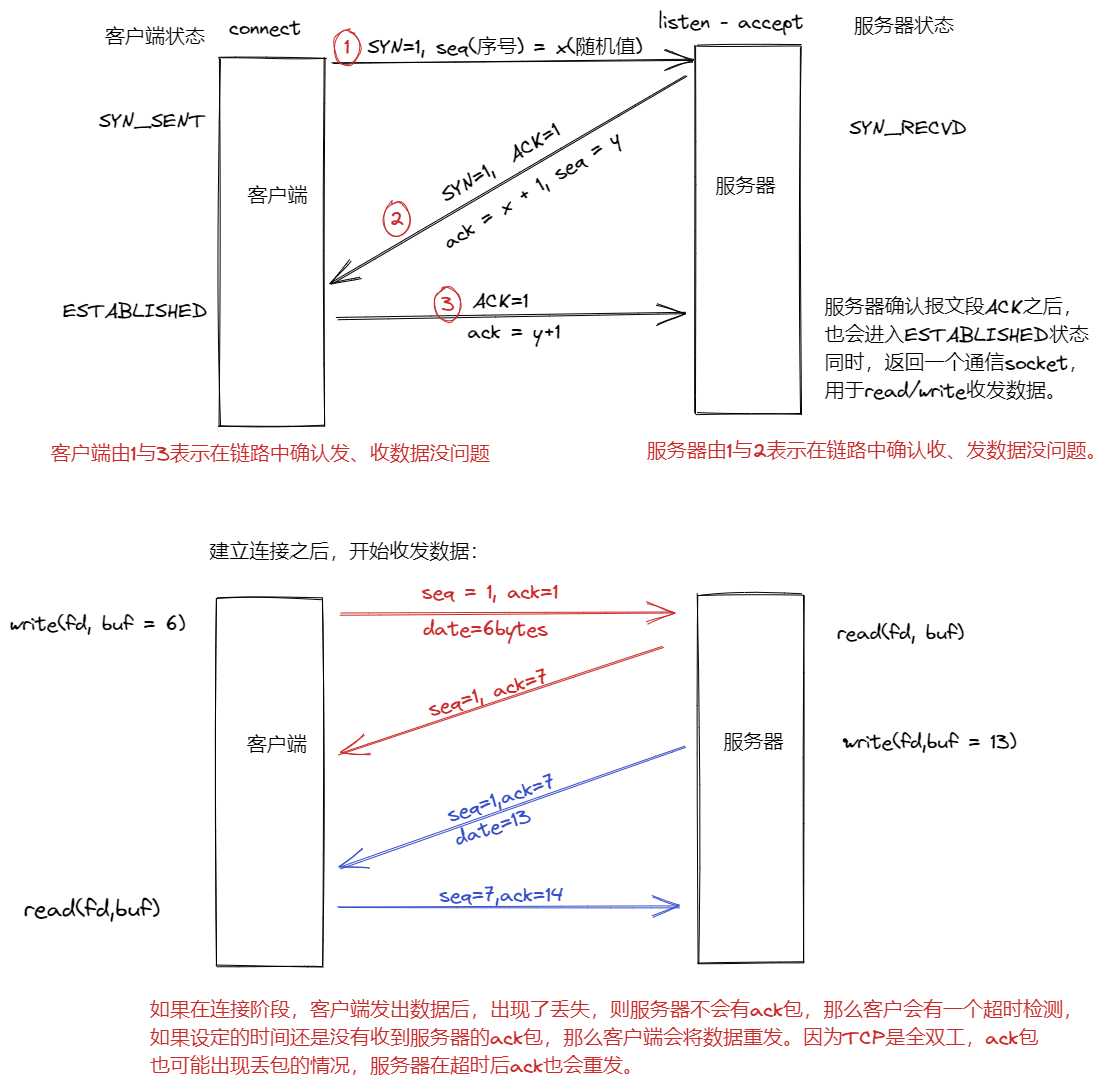 客户端状态
connect
listen - accept
服务器状态
1
SYN=1, seq(序号) = x(随机值)
SYN_SENT
SYN_RECVD
SYN=1, ACK=1
ack = x + 1, seq = y
客户端
服务器
2
ESTABLISHED
3
ACK=1
ack = y+1
服务器确认报文段ACK之后，
也会进入ESTABLISHED状态
同时，返回一个通信socket，
用于read/write收发数据。
客户端由1与3表示在链路中确认发、收数据没问题
服务器由1与2表示在链路中确认收、发数据没问题。
建立连接之后，开始收发数据：
write(fd, buf = 6)
seq = 1, ack=1
date=6bytes
read(fd, buf)
seq=1, ack=7
客户端
服务器
write(fd,buf = 13)
seq=1,ack=7
date=13
seq=7,ack=14
read(fd,buf)
如果在连接阶段，客户端发出数据后，出现了丢失，则服务器不会有ack包，那么客户会有一个超时检测，
如果设定的时间还是没有收到服务器的ack包，那么客户端会将数据重发。因为TCP是全双工，ack包
也可能出现丢包的情况，服务器在超时后ack也会重发。